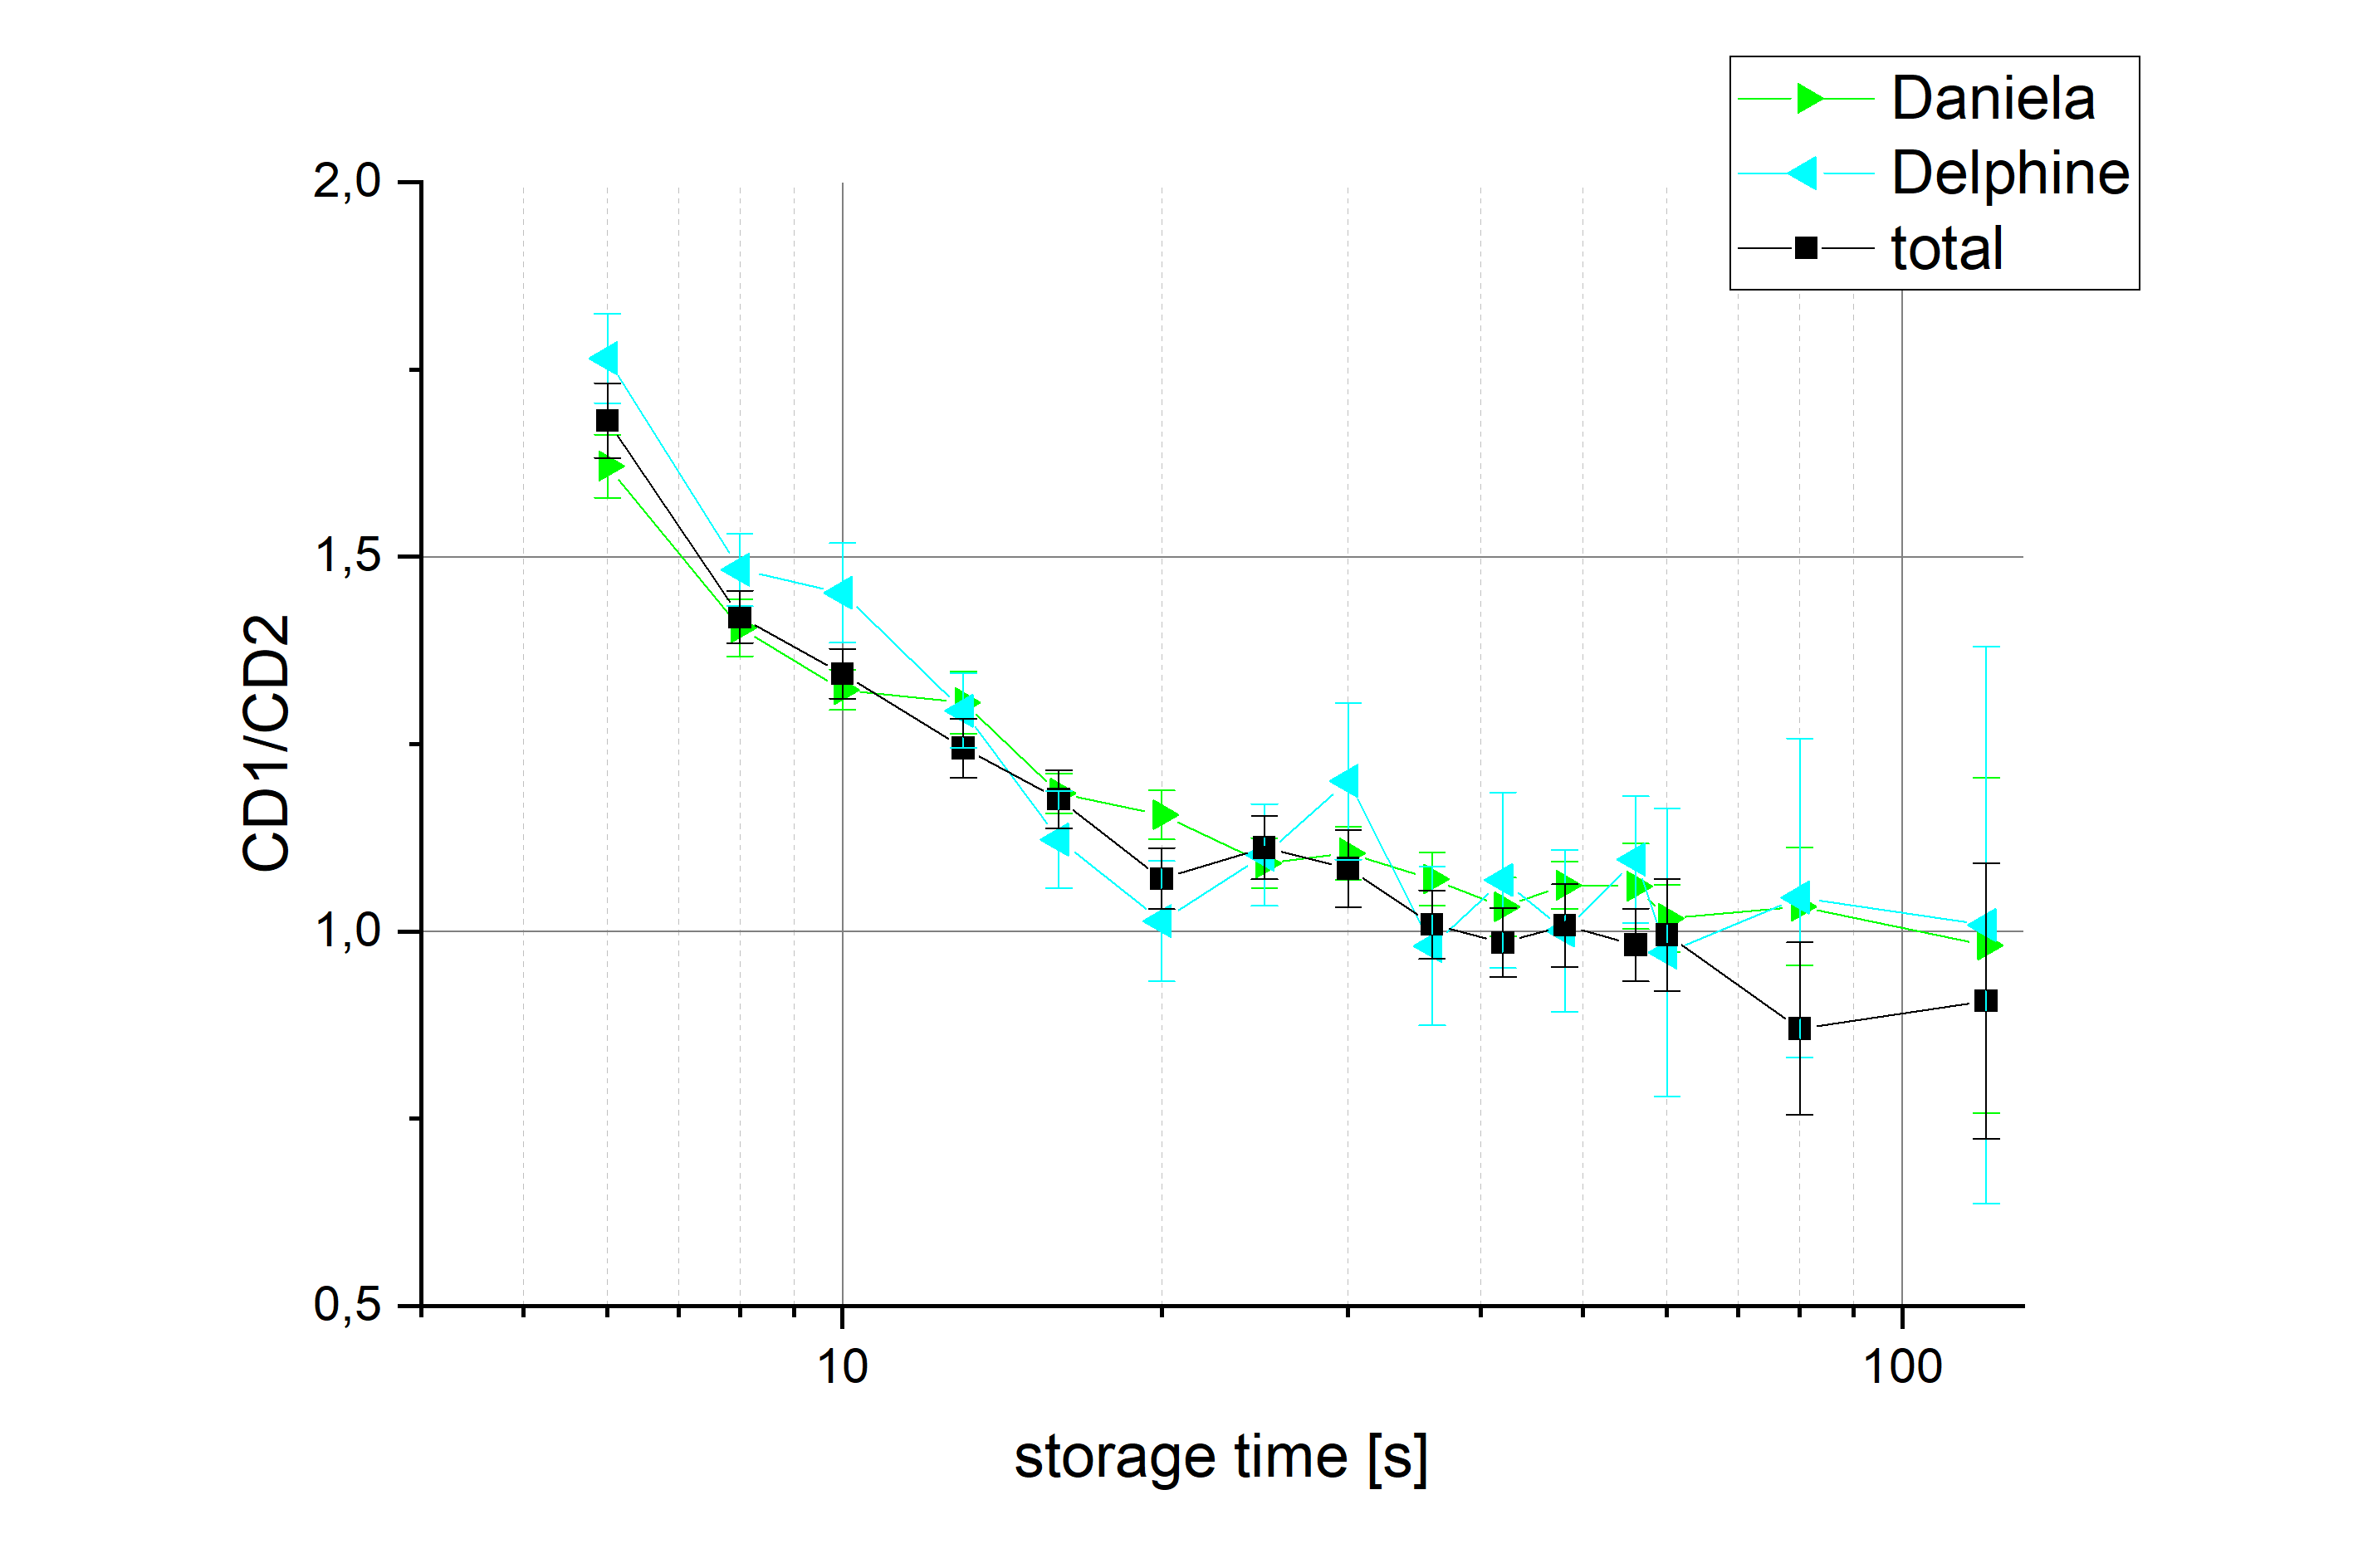 Daniela
Delphine
total
2,0
1,5
1,0
0,5
CD1/CD2
10
100
storage time [s]